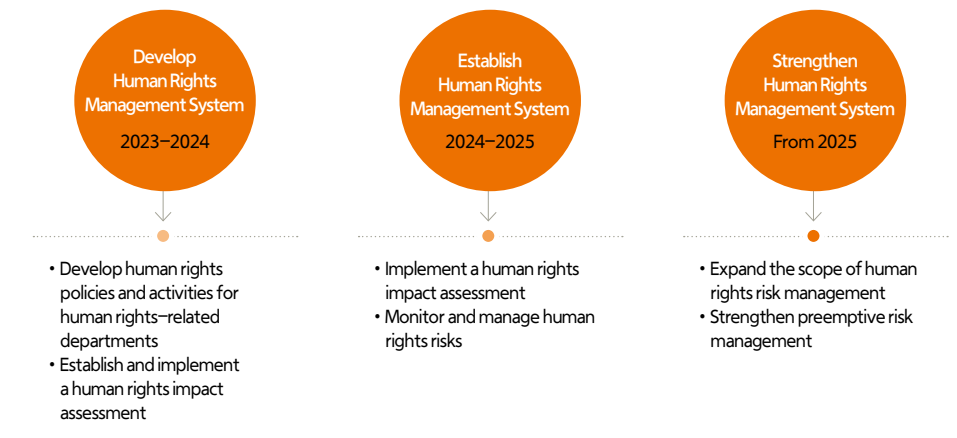 Develop
Human Rights
Management System
2023–2024
• Develop human rights
policies and activities for
human rights–related
departments
• Establish and implement
a human rights impact
assessment
Establish
Human Rights
Management System
2024–2025
• Implement a human rights
impact assessment
• Monitor and manage human
rights risks
Strengthen
Human Rights
Management System
From 2025
• Expand the scope of human
rights risk management
• Strengthen preemptive risk
management